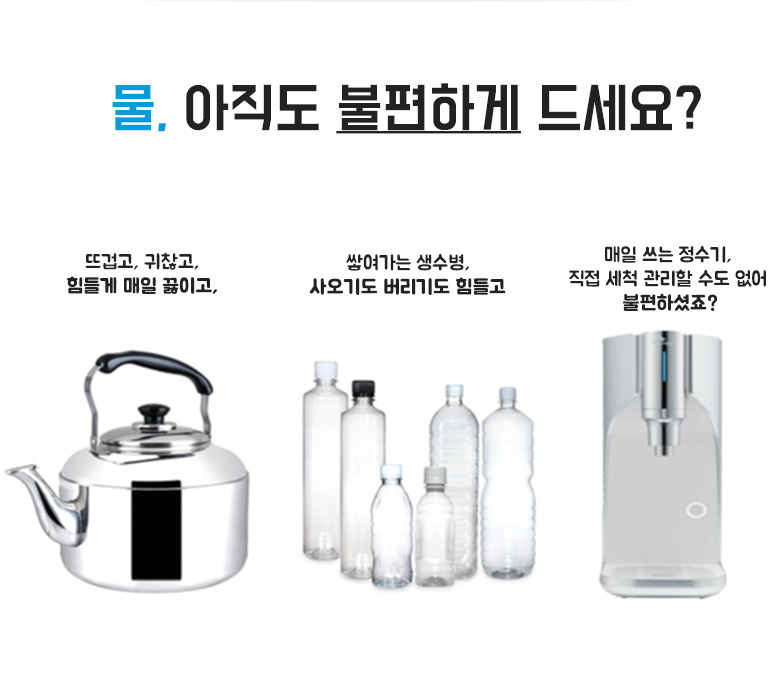 물, 아직도 불편하게 드세요?
뜨겁고, 귀찮고,
힘들게 매일 끓이고,
쌓여가는 생수병,
사오기도 버리기도 힘들고
매일 쓰는 정수기,
직접 세척 관리할 수도 없어
불편하셨죠?